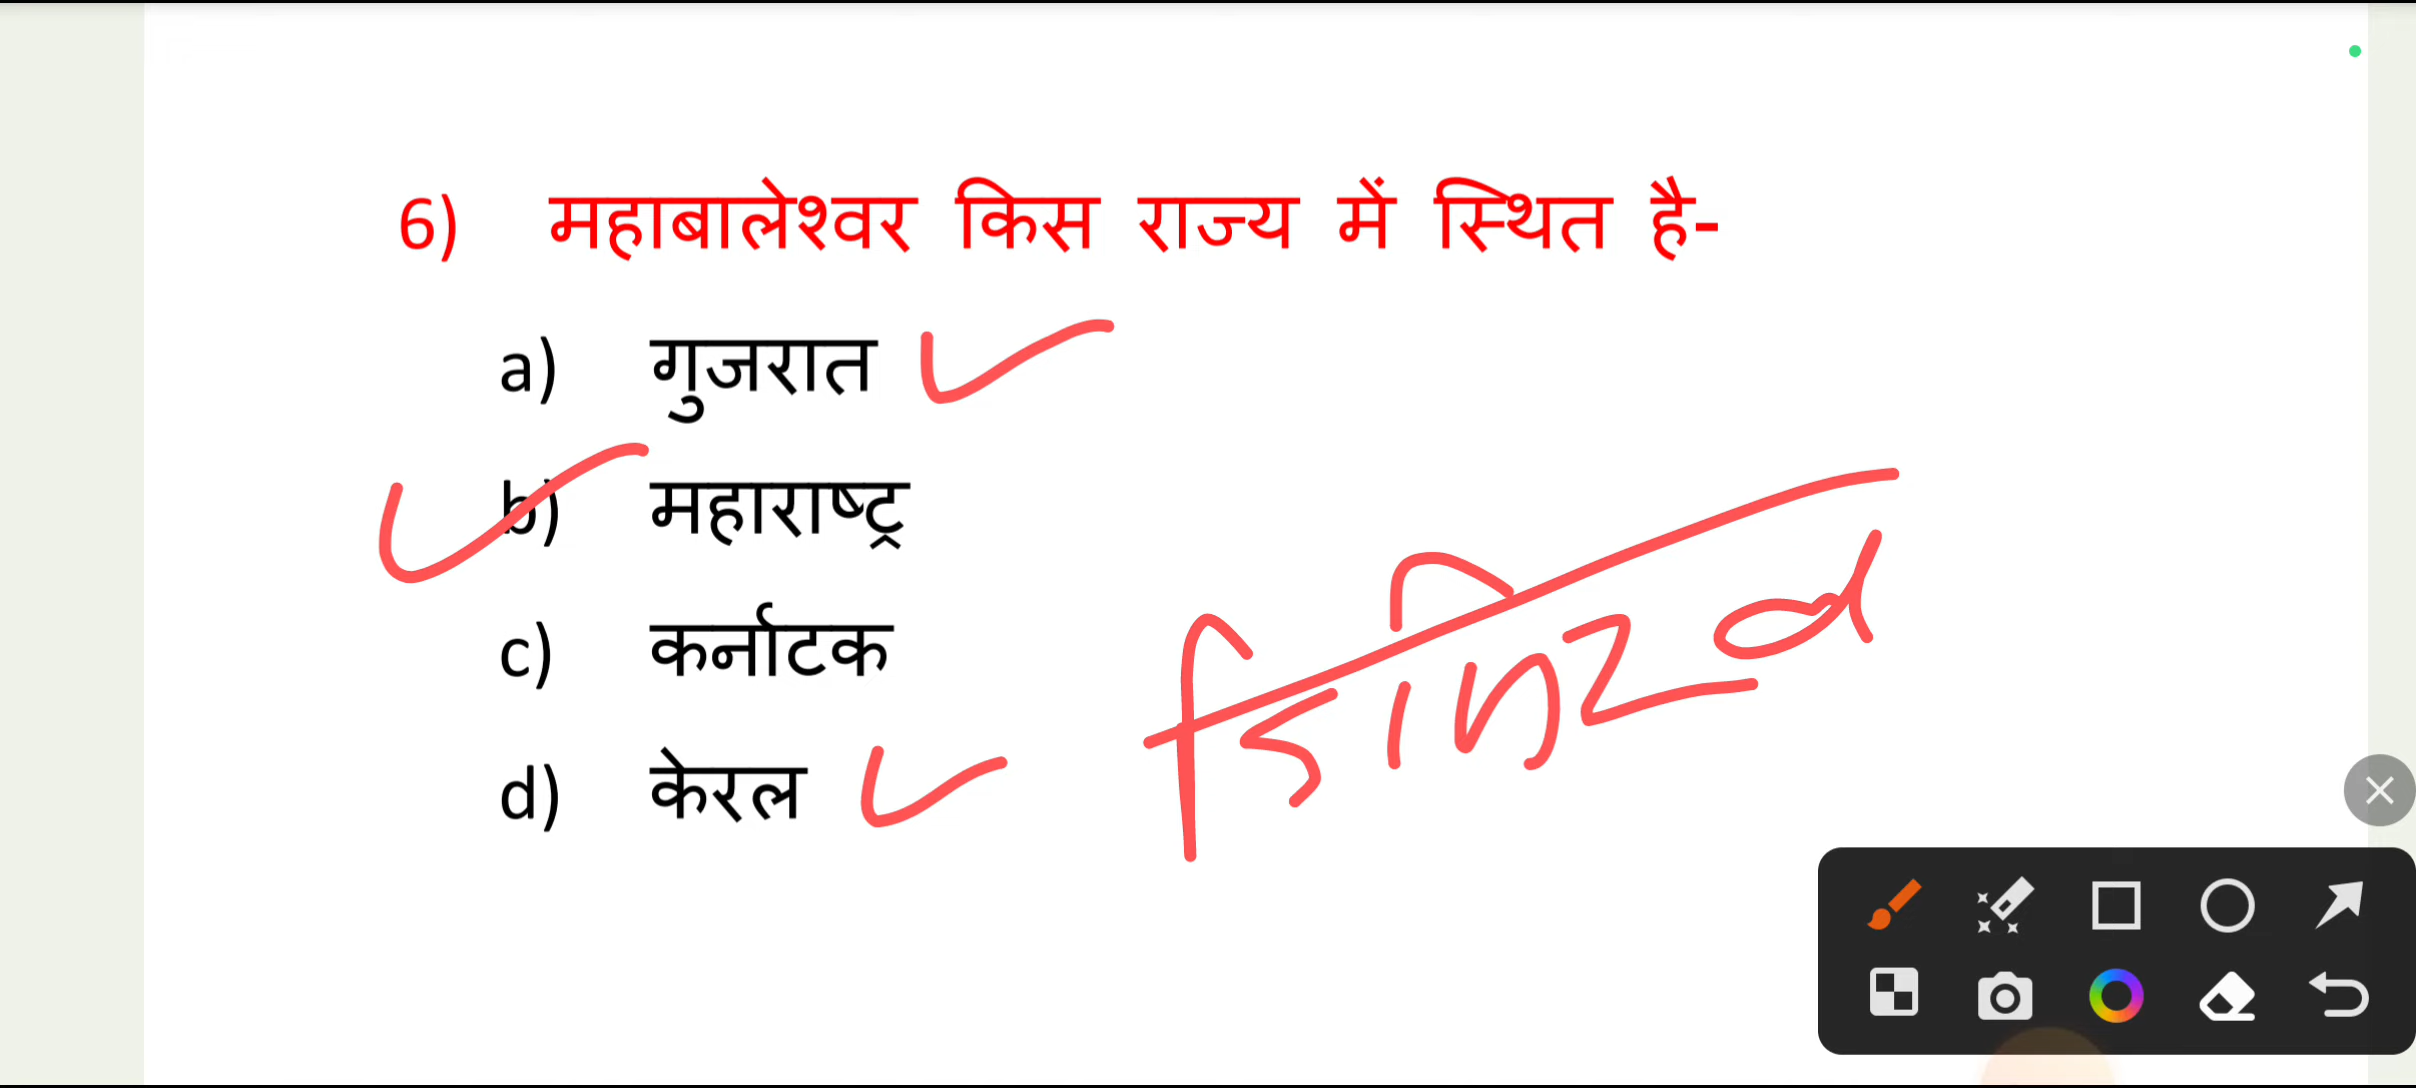 6) महाबालेश्वर किस राज्य में स्थित है-
a) गुजरात
b) महाराष्ट्र
c) कर्नाटक
d) केरल